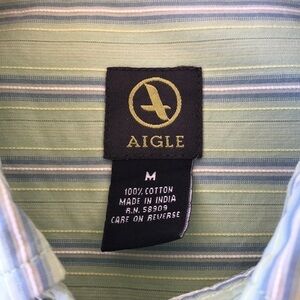 AIGLE
M
100% COTTON
MADE IN INDIA
R.N. 58909
CARE ON REVERSE